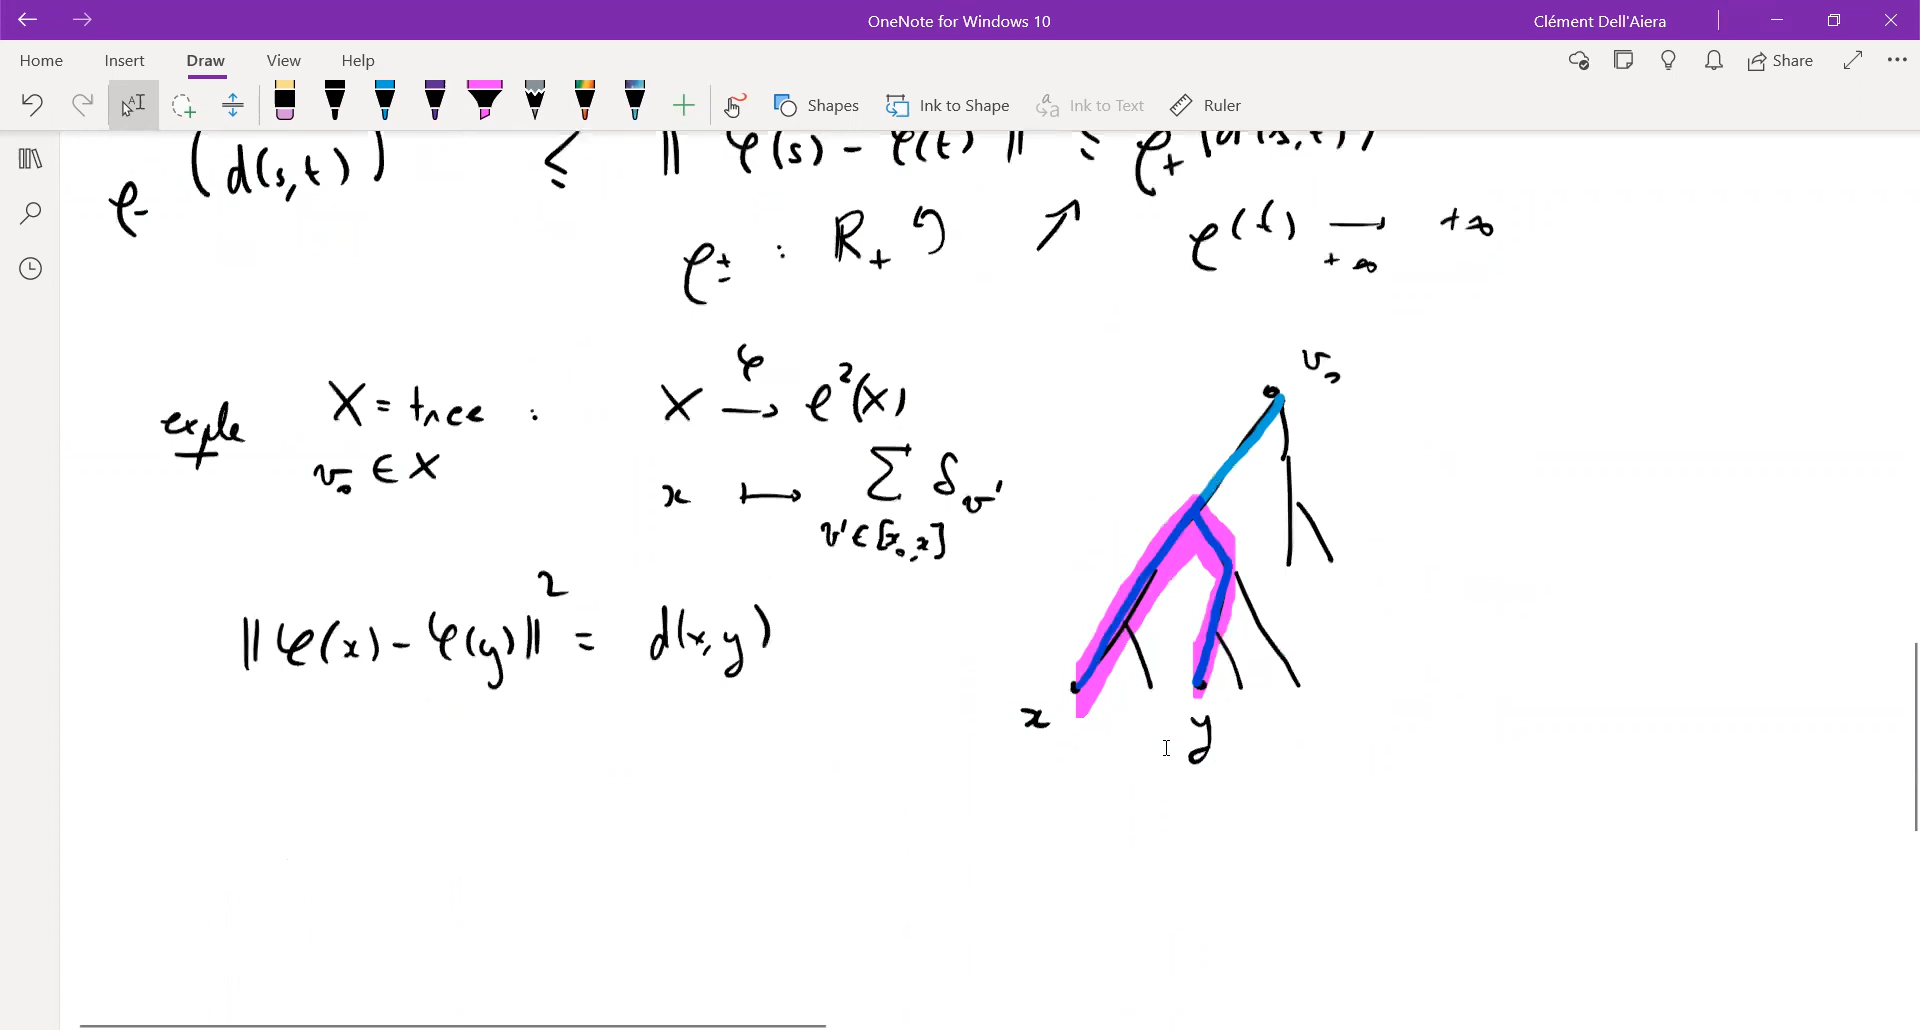 OneNote for Windows 10 Clément Dell'Aiera
Home Insert Draw View Help Share
Shapes Ink to Shape Ink to Text Ruler
ρ₋ (d(s,t)) ≤ ‖φ(s) - φ(t)‖ ≤ ρ₊(d(s,t))
ρ± : R₊ ↗ ρ(t) → +∞
+∞
exple X = tree : X →φ ℓ²(X)
v₀ ∈ X x ↦ Σ δ_v'
v' ∈ [x₀, x]
‖φ(x) - φ(y)‖² = d(x,y)
v₀
x
y